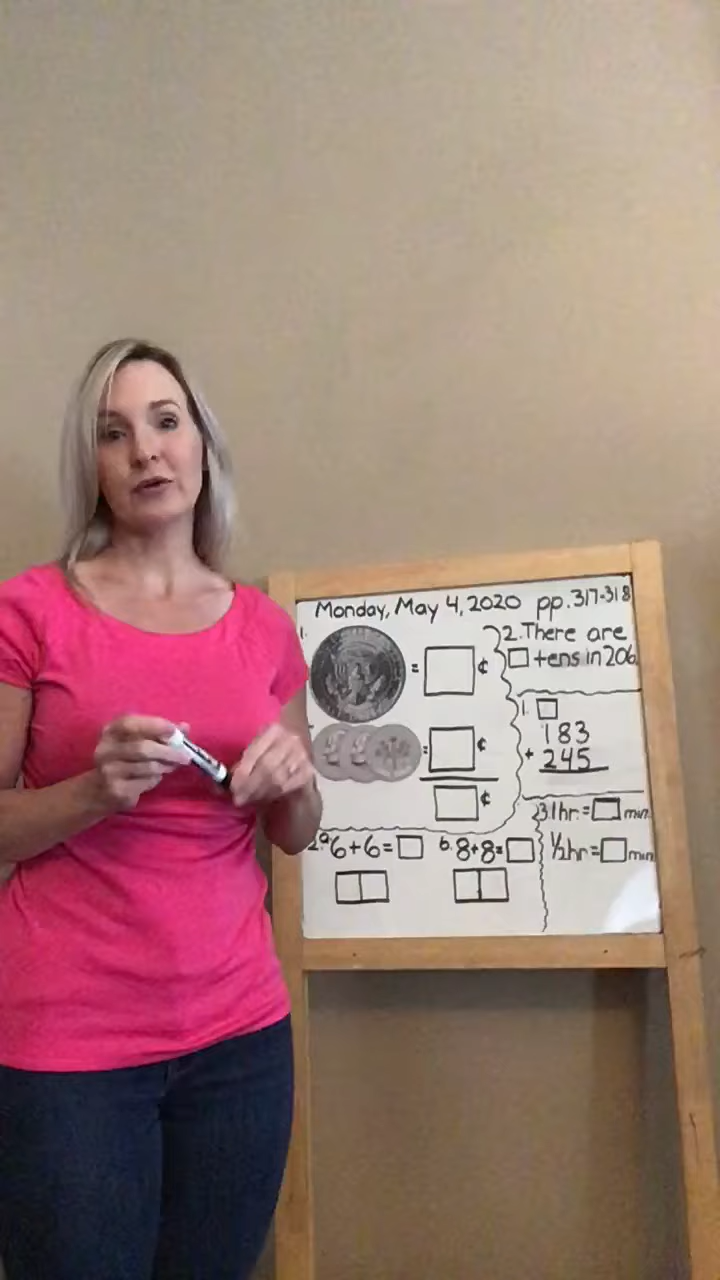 Monday, May 4, 2020 pp. 317-318
1.
= □ ¢
= □ ¢
□ ¢
2. There are
□ tens in 206
1. □
183
+ 245
3. 1 hr. = □ min.
½ hr = □ min
2. a. 6+6= □
b. 8+8= □